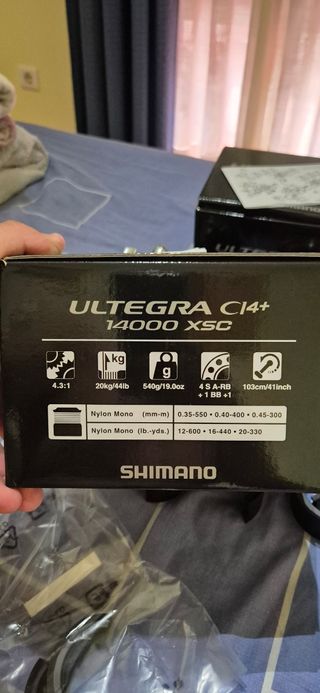 ULTEGRA CI4+
14000 XSC
kg
g
4.3:1
20kg/44lb
540g/19.0oz
4 S A-RB
+ 1 BB +1
103cm/41inch
Nylon Mono (mm-m) 0.35-550 • 0.40-400 • 0.45-300
Nylon Mono (lb.-yds.) 12-600 • 16-440 • 20-330
SHIMANO